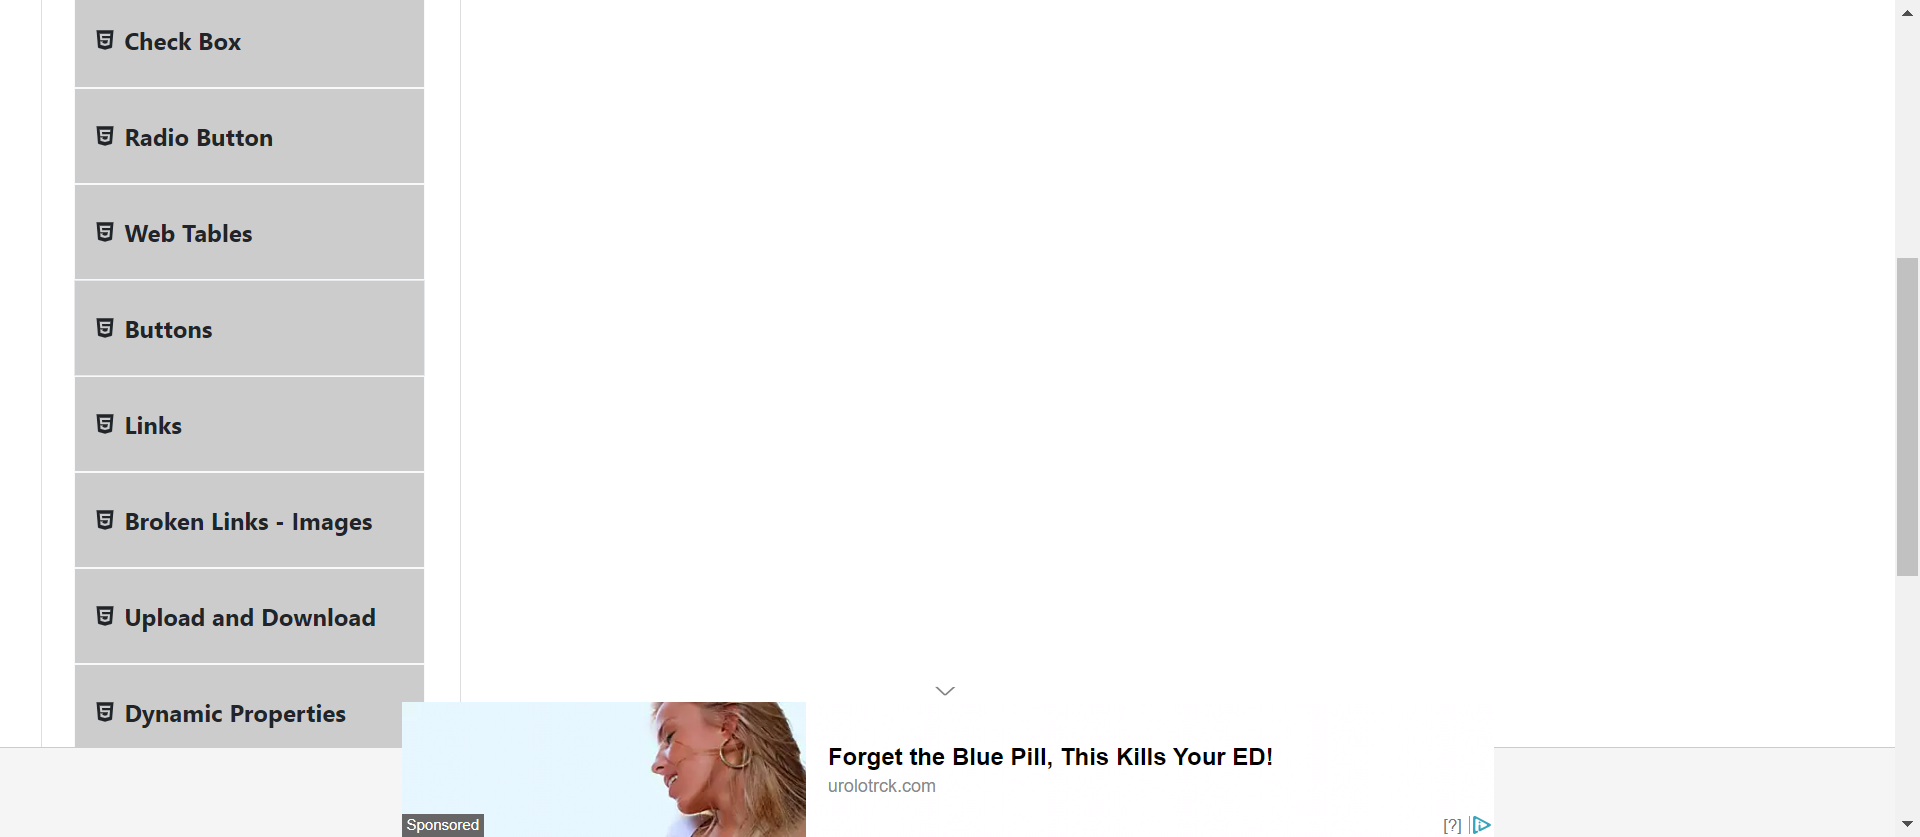 Check Box
Radio Button
Web Tables
Buttons
Links
Broken Links - Images
Upload and Download
Dynamic Properties
Forget the Blue Pill, This Kills Your ED!
urolotrck.com
Sponsored
[?]